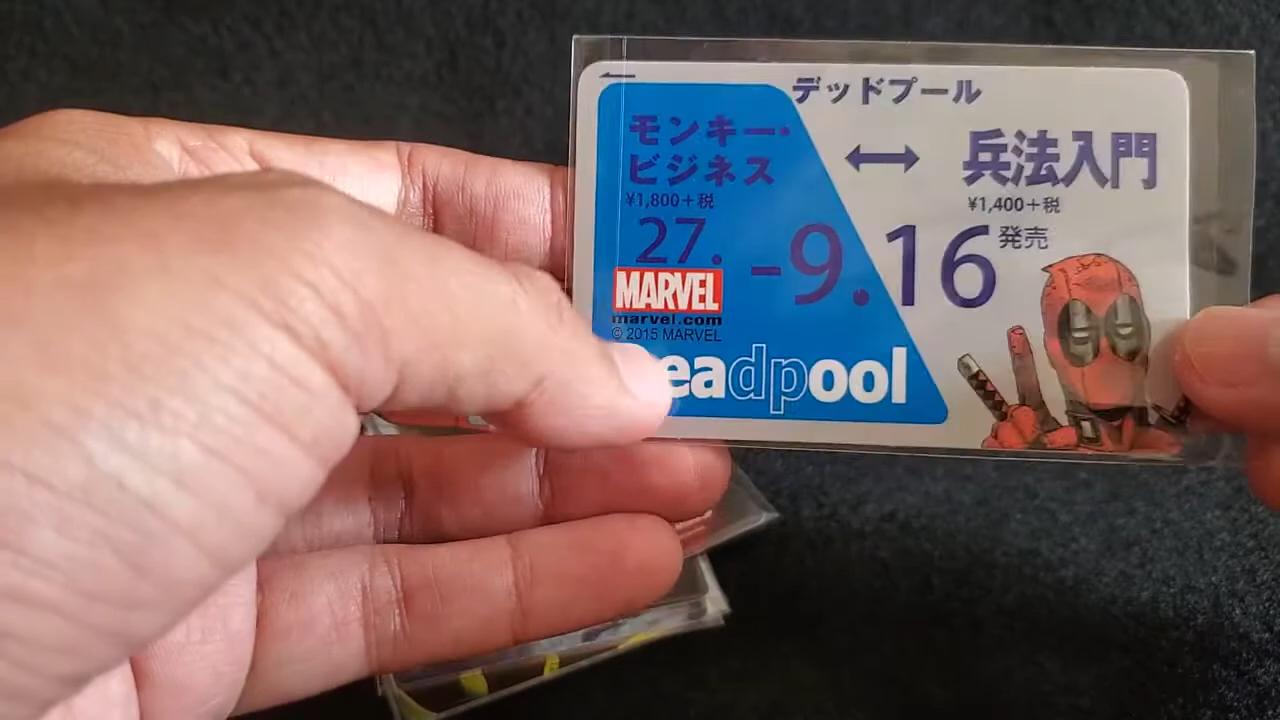 デッドプール
モンキー・
ビジネス
¥1,800+税
↔
兵法入門
¥1,400+税
27.
-9.16
発売
MARVEL
marvel.com
© 2015 MARVEL
eadpool